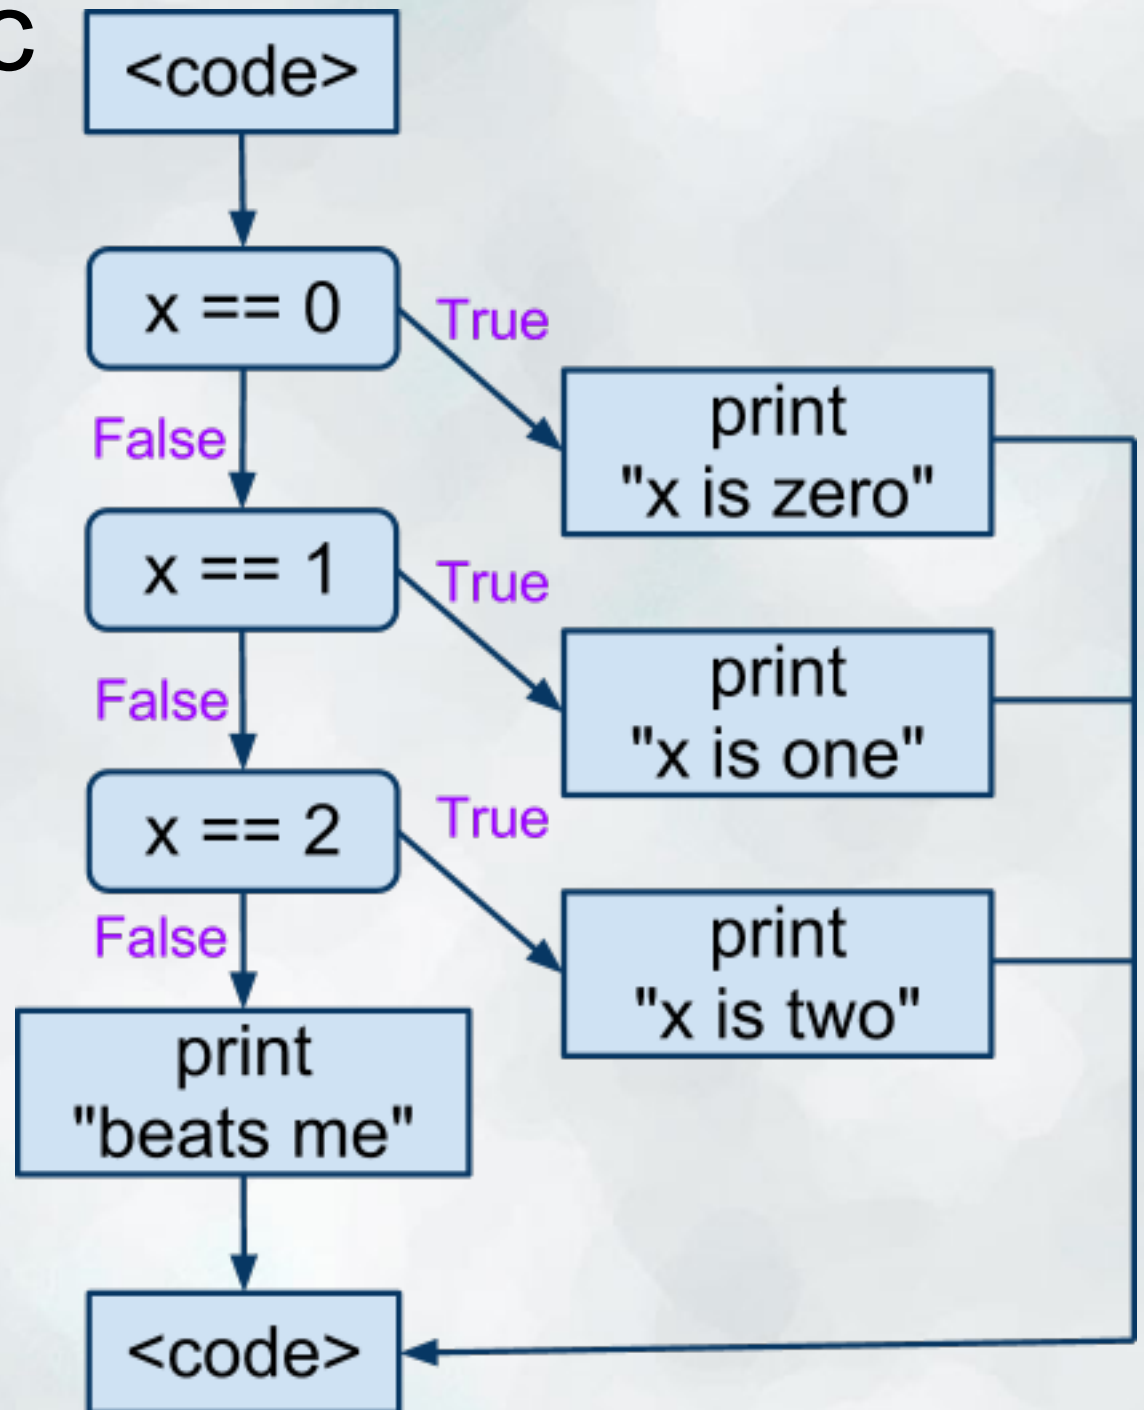 C
<code>
x == 0
True
False
print
"x is zero"
x == 1
True
False
print
"x is one"
x == 2
True
False
print
"x is two"
print
"beats me"
<code>